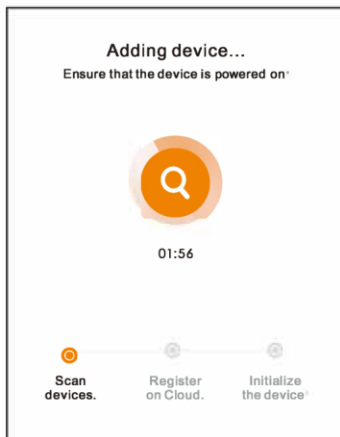 Adding device...
Ensure that the device is powered on
01:56
Scan
devices.
Register
on Cloud.
Initialize
the device